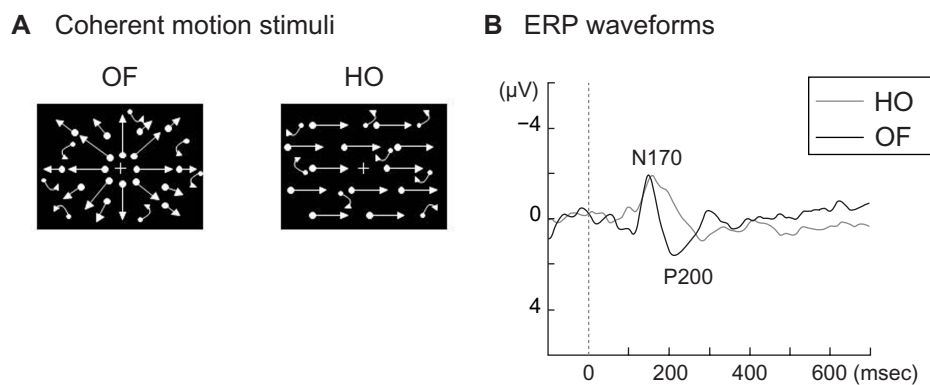 A Coherent motion stimuli
OF
HO
B ERP waveforms
(μV)
−4
0
4
HO
OF
N170
P200
0 200 400 600 (msec)